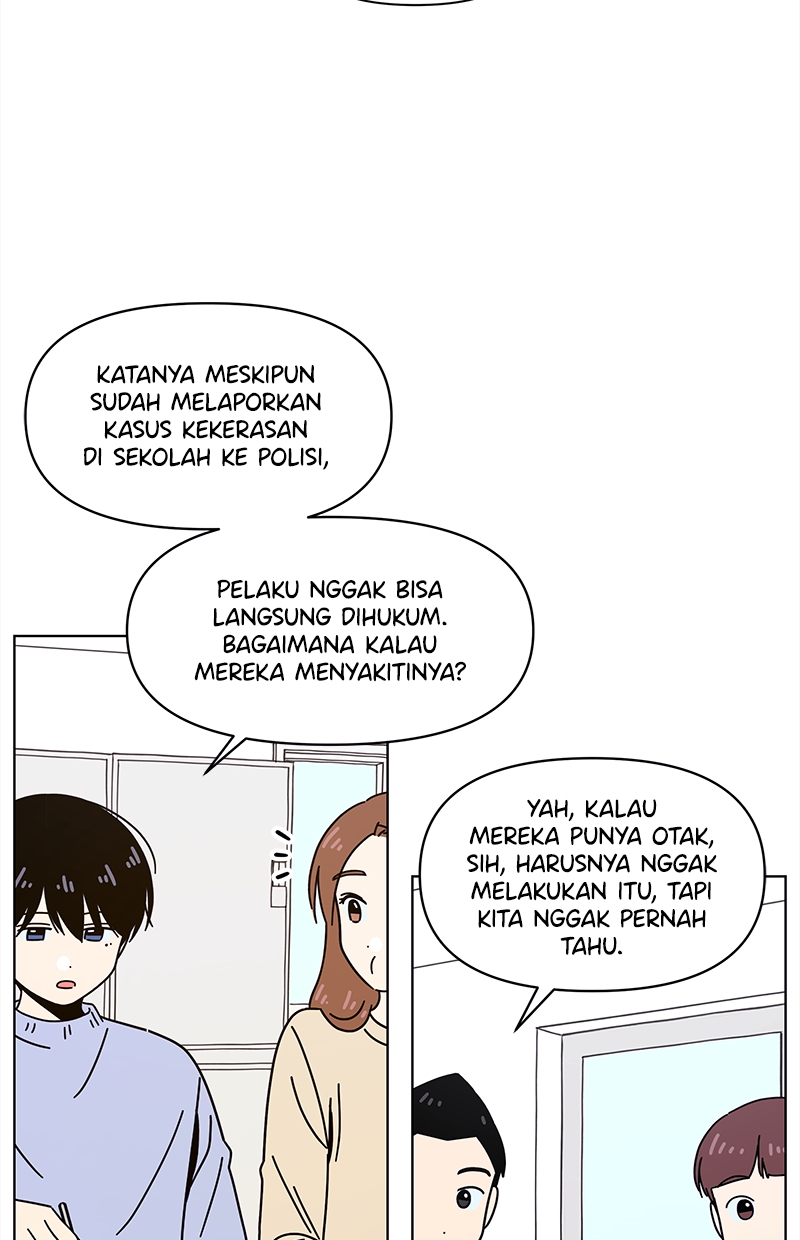 KATANYA MESKIPUN
SUDAH MELAPORKAN
KASUS KEKERASAN
DI SEKOLAH KE POLISI,
PELAKU NGGAK BISA
LANGSUNG DIHUKUM.
BAGAIMANA KALAU
MEREKA MENYAKITINYA?
YAH, KALAU
MEREKA PUNYA OTAK,
SIH, HARUSNYA NGGAK
MELAKUKAN ITU, TAPI
KITA NGGAK PERNAH
TAHU.